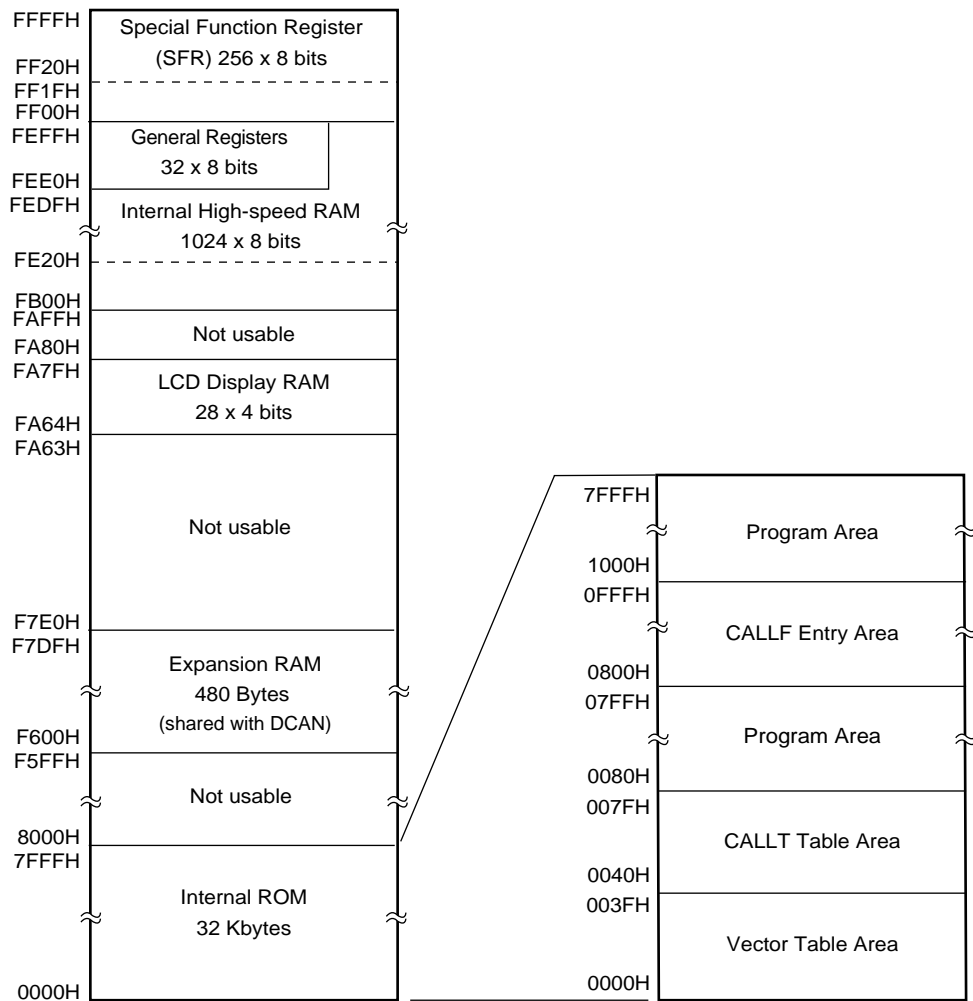 FFFFH
Special Function Register
(SFR) 256 x 8 bits
FF20H
FF1FH
FF00H
FEFFH
General Registers
32 x 8 bits
FEE0H
FEDFH
Internal High-speed RAM
1024 x 8 bits
FE20H
FB00H
FAFFH
Not usable
FA80H
FA7FH
LCD Display RAM
28 x 4 bits
FA64H
FA63H
Not usable
F7E0H
F7DFH
Expansion RAM
480 Bytes
(shared with DCAN)
F600H
F5FFH
Not usable
8000H
7FFFH
Internal ROM
32 Kbytes
0000H
7FFFH
Program Area
1000H
0FFFH
CALLF Entry Area
0800H
07FFH
Program Area
0080H
007FH
CALLT Table Area
0040H
003FH
Vector Table Area
0000H